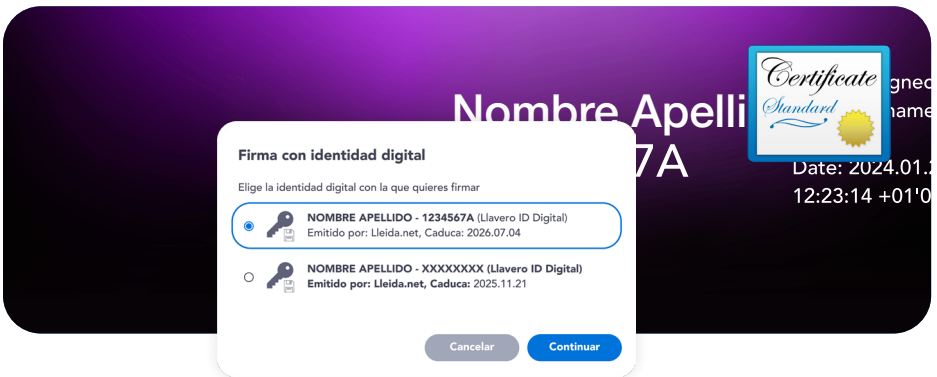 Nombre Apelli
7A
Certificate
Standard
gned
name
Date: 2024.01.2
12:23:14 +01'0
Firma con identidad digital
Elige la identidad digital con la que quieres firmar
NOMBRE APELLIDO - 1234567A (Llavero ID Digital)
Emitido por: Lleida.net, Caduca: 2026.07.04
NOMBRE APELLIDO - XXXXXXXX (Llavero ID Digital)
Emitido por: Lleida.net, Caduca: 2025.11.21
Cancelar
Continuar